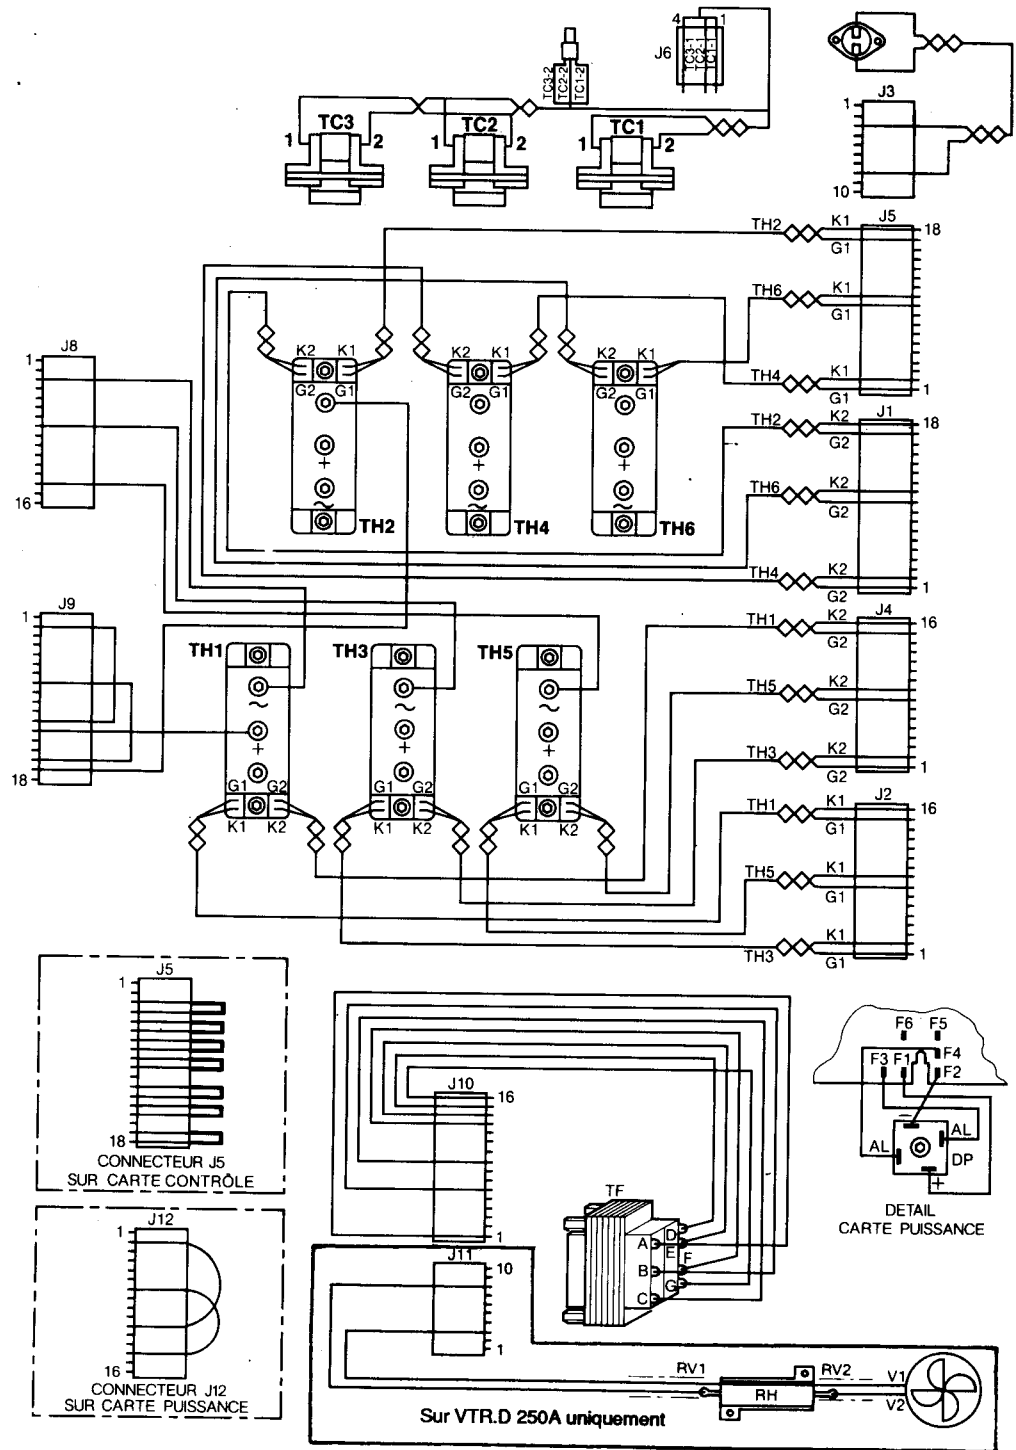 4 1
J6
TC3-1
TC2-1
TC1-1
TC3-2
TC2-2
TC1-2
J3
1
10
TC3
1 2
TC2
1 2
TC1
1 2
TH2 K1 J5
G1 18
TH6 K1
G1
TH4 K1
G1 1
J8
1
16
K2 K1
G2 G1
+
~
TH2
K2 K1
G2 G1
+
~
TH4
K2 K1
G2 G1
+
~
TH6
J1
TH2 K2 18
G2
TH6 K2
G2
TH4 K2
G2 1
J9
1
18
TH1
~
+
G1 G2
K1 K2
TH3
~
+
G1 G2
K1 K2
TH5
~
+
G1 G2
K1 K2
J4
TH1 K2 16
G2
TH5 K2
G2
TH3 K2
G2 1
J2
TH1 K1 16
G1
TH5 K1
G1
TH3 K1
G1 1
J5
1
18
CONNECTEUR J5
SUR CARTE CONTRÔLE
J12
1
16
CONNECTEUR J12
SUR CARTE PUISSANCE
J10
16
1
J11
10
1
TF
A D
E
B F
G
C
F6 F5
F4
F3 F1 F2
–
AL
AL
DP
+
DETAIL
CARTE PUISSANCE
RV1 RV2 V1
RH V2
Sur VTR.D 250A uniquement